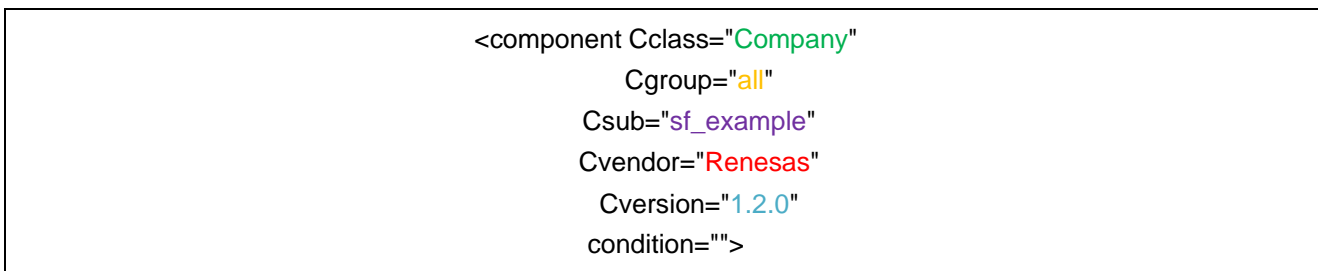 <component Cclass="Company"
Cgroup="all"
Csub="sf_example"
Cvendor="Renesas"
Cversion="1.2.0"
condition="">